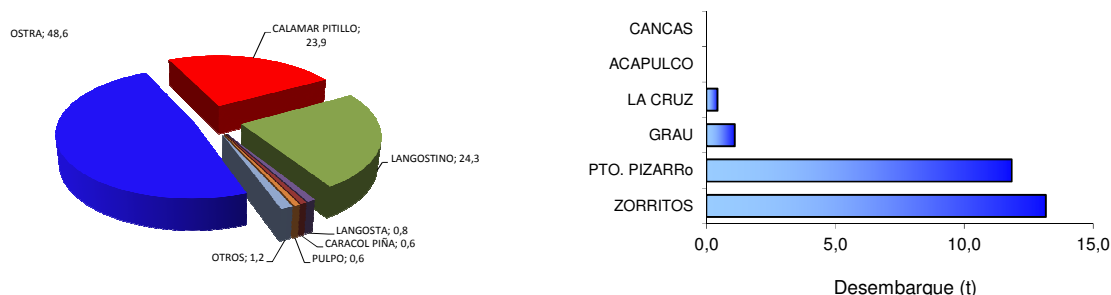 CALAMAR PITILLO;
23,9
OSTRA; 48,6
LANGOSTINO; 24,3
LANGOSTA; 0,8
CARACOL PIÑA; 0,6
OTROS; 1,2
PULPO; 0,6
CANCAS
ACAPULCO
LA CRUZ
GRAU
PTO. PIZARRo
ZORRITOS
0,0 5,0 10,0 15,0
Desembarque (t)